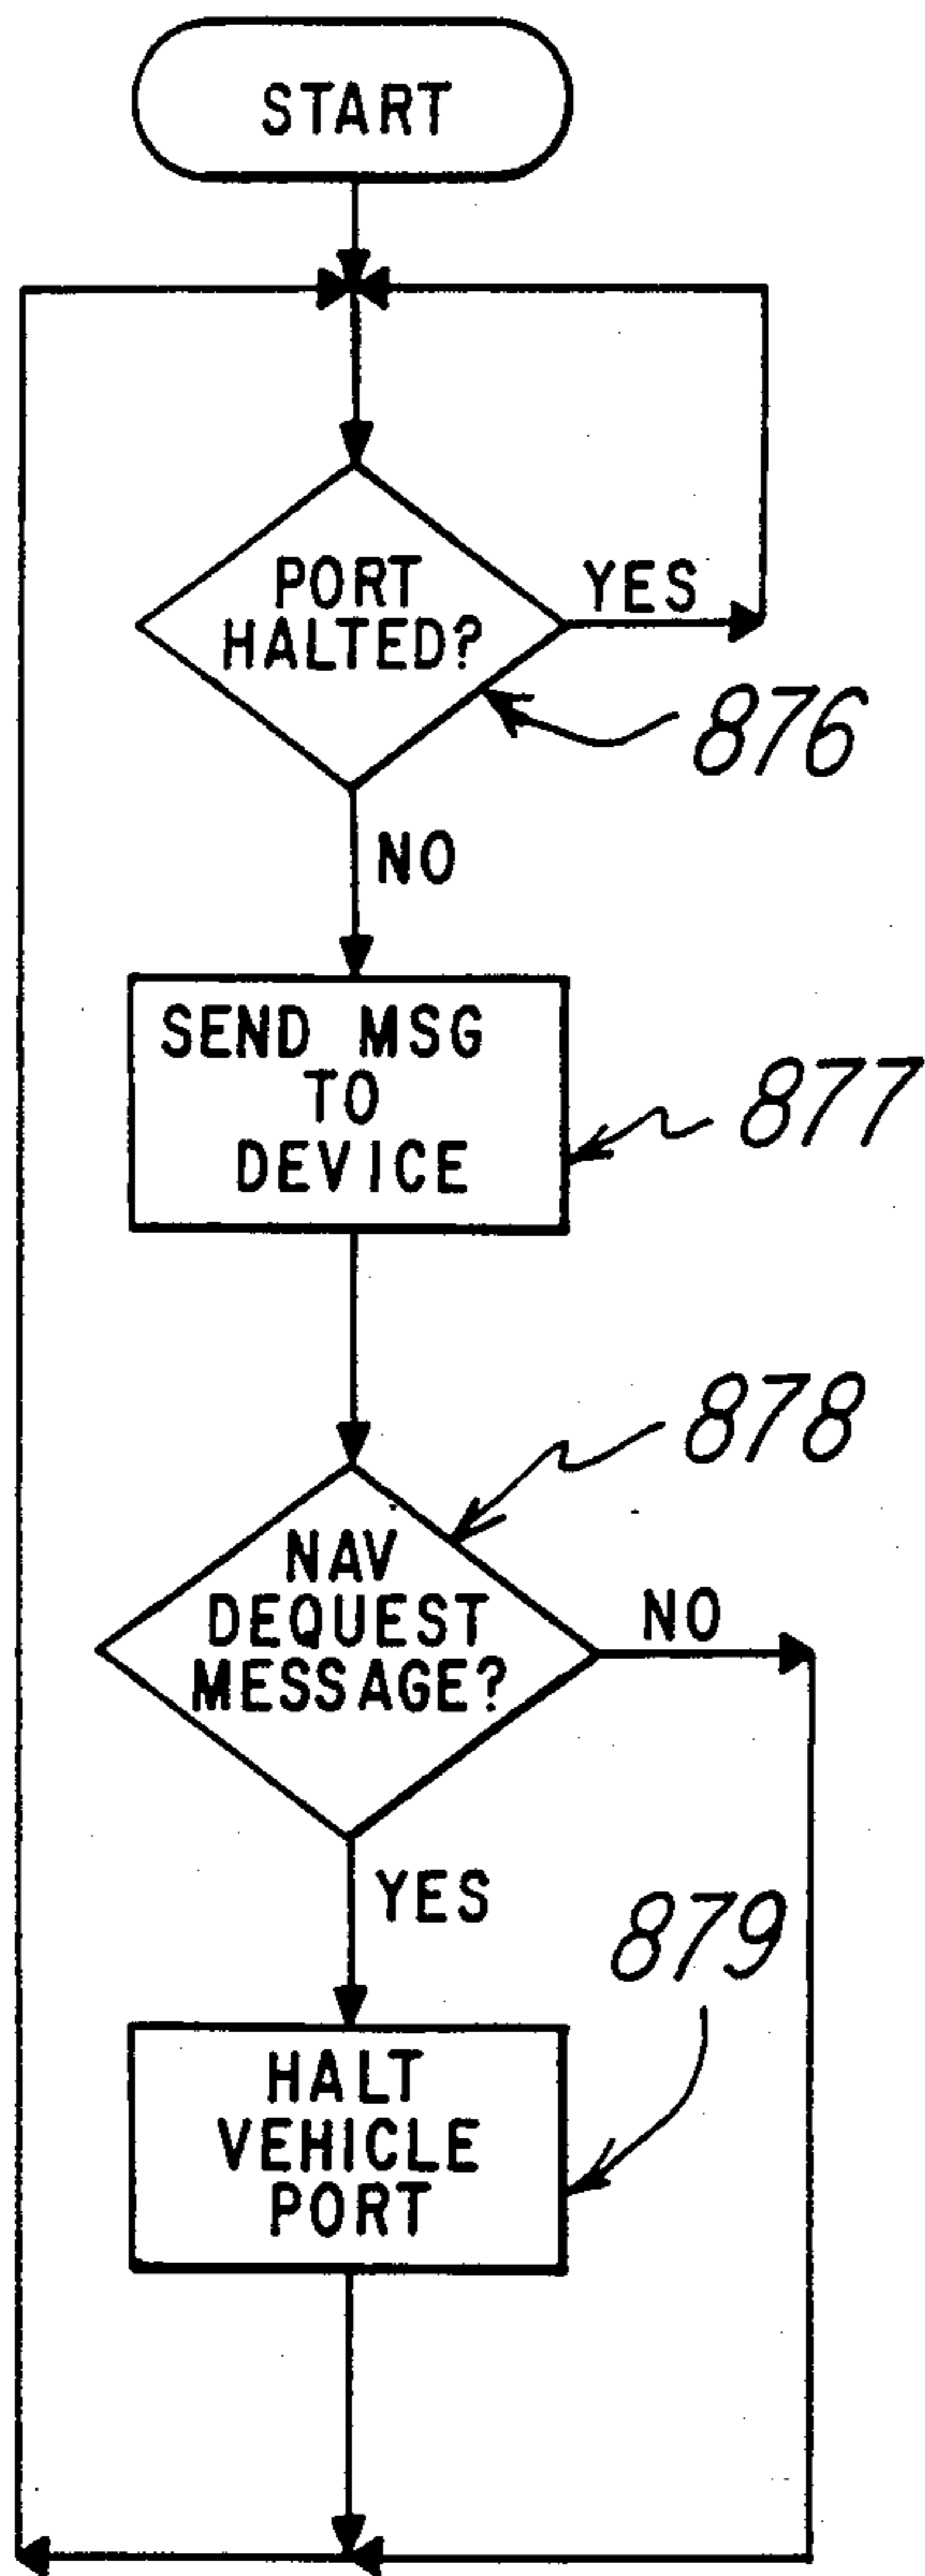 START
PORT
HALTED?
YES
876
NO
SEND MSG
TO
DEVICE
877
878
NAV
DEQUEST
MESSAGE?
NO
YES
879
HALT
VEHICLE
PORT